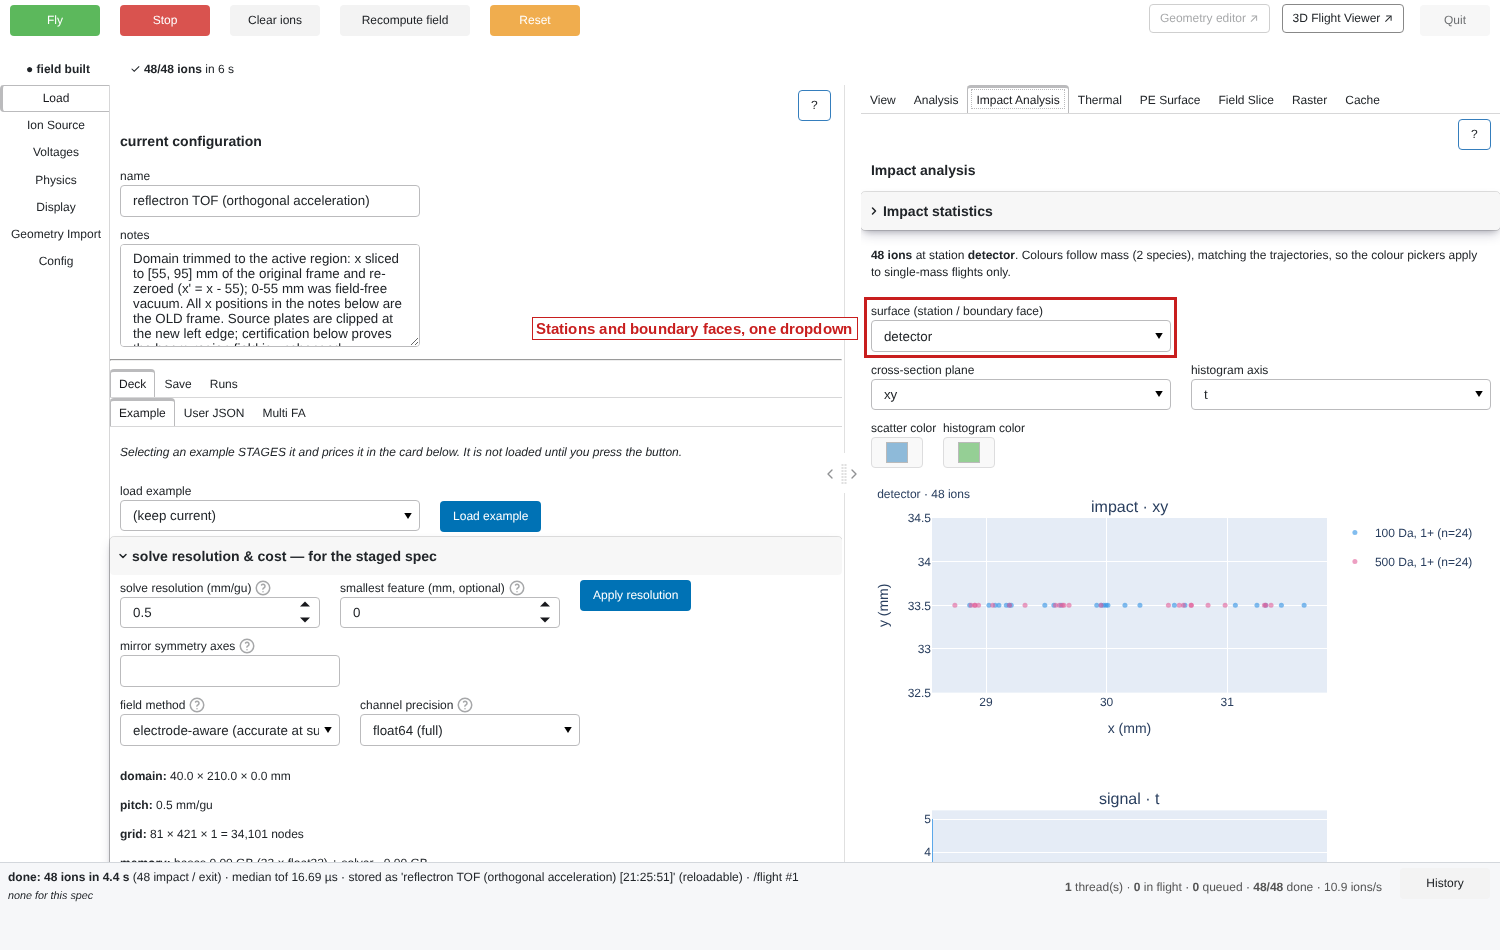 Fly
Stop
Clear ions
Recompute field
Reset
Geometry editor
3D Flight Viewer
Quit
● field built
✓ 48/48 ions in 6 s
Load
Ion Source
Voltages
Physics
Display
Geometry Import
Config
?
current configuration
name
reflectron TOF (orthogonal acceleration)
notes
Domain trimmed to the active region: x sliced
to [55, 95] mm of the original frame and re-
zeroed (x' = x - 55); 0-55 mm was field-free
vacuum. All x positions in the notes below are
the OLD frame. Source plates are clipped at
the new left edge; certification below proves
Stations and boundary faces, one dropdown
Deck
Save
Runs
Example
User JSON
Multi FA
Selecting an example STAGES it and prices it in the card below. It is not loaded until you press the button.
load example
(keep current)
Load example
solve resolution & cost — for the staged spec
solve resolution (mm/gu) ?
smallest feature (mm, optional) ?
0.5
0
Apply resolution
mirror symmetry axes ?
field method ?
channel precision ?
electrode-aware (accurate at su
float64 (full)
domain: 40.0 × 210.0 × 0.0 mm
pitch: 0.5 mm/gu
grid: 81 × 421 × 1 = 34,101 nodes
View
Analysis
Impact Analysis
Thermal
PE Surface
Field Slice
Raster
Cache
?
Impact analysis
Impact statistics
48 ions at station detector. Colours follow mass (2 species), matching the trajectories, so the colour pickers apply
to single-mass flights only.
surface (station / boundary face)
detector
cross-section plane
histogram axis
xy
t
scatter color
histogram color
detector · 48 ions
impact · xy
34.5
34
33.5
33
32.5
y (mm)
29
30
31
x (mm)
100 Da, 1+ (n=24)
500 Da, 1+ (n=24)
signal · t
5
4
done: 48 ions in 4.4 s (48 impact / exit) · median tof 16.69 µs · stored as 'reflectron TOF (orthogonal acceleration) [21:25:51]' (reloadable) · /flight #1
none for this spec
1 thread(s) · 0 in flight · 0 queued · 48/48 done · 10.9 ions/s
History